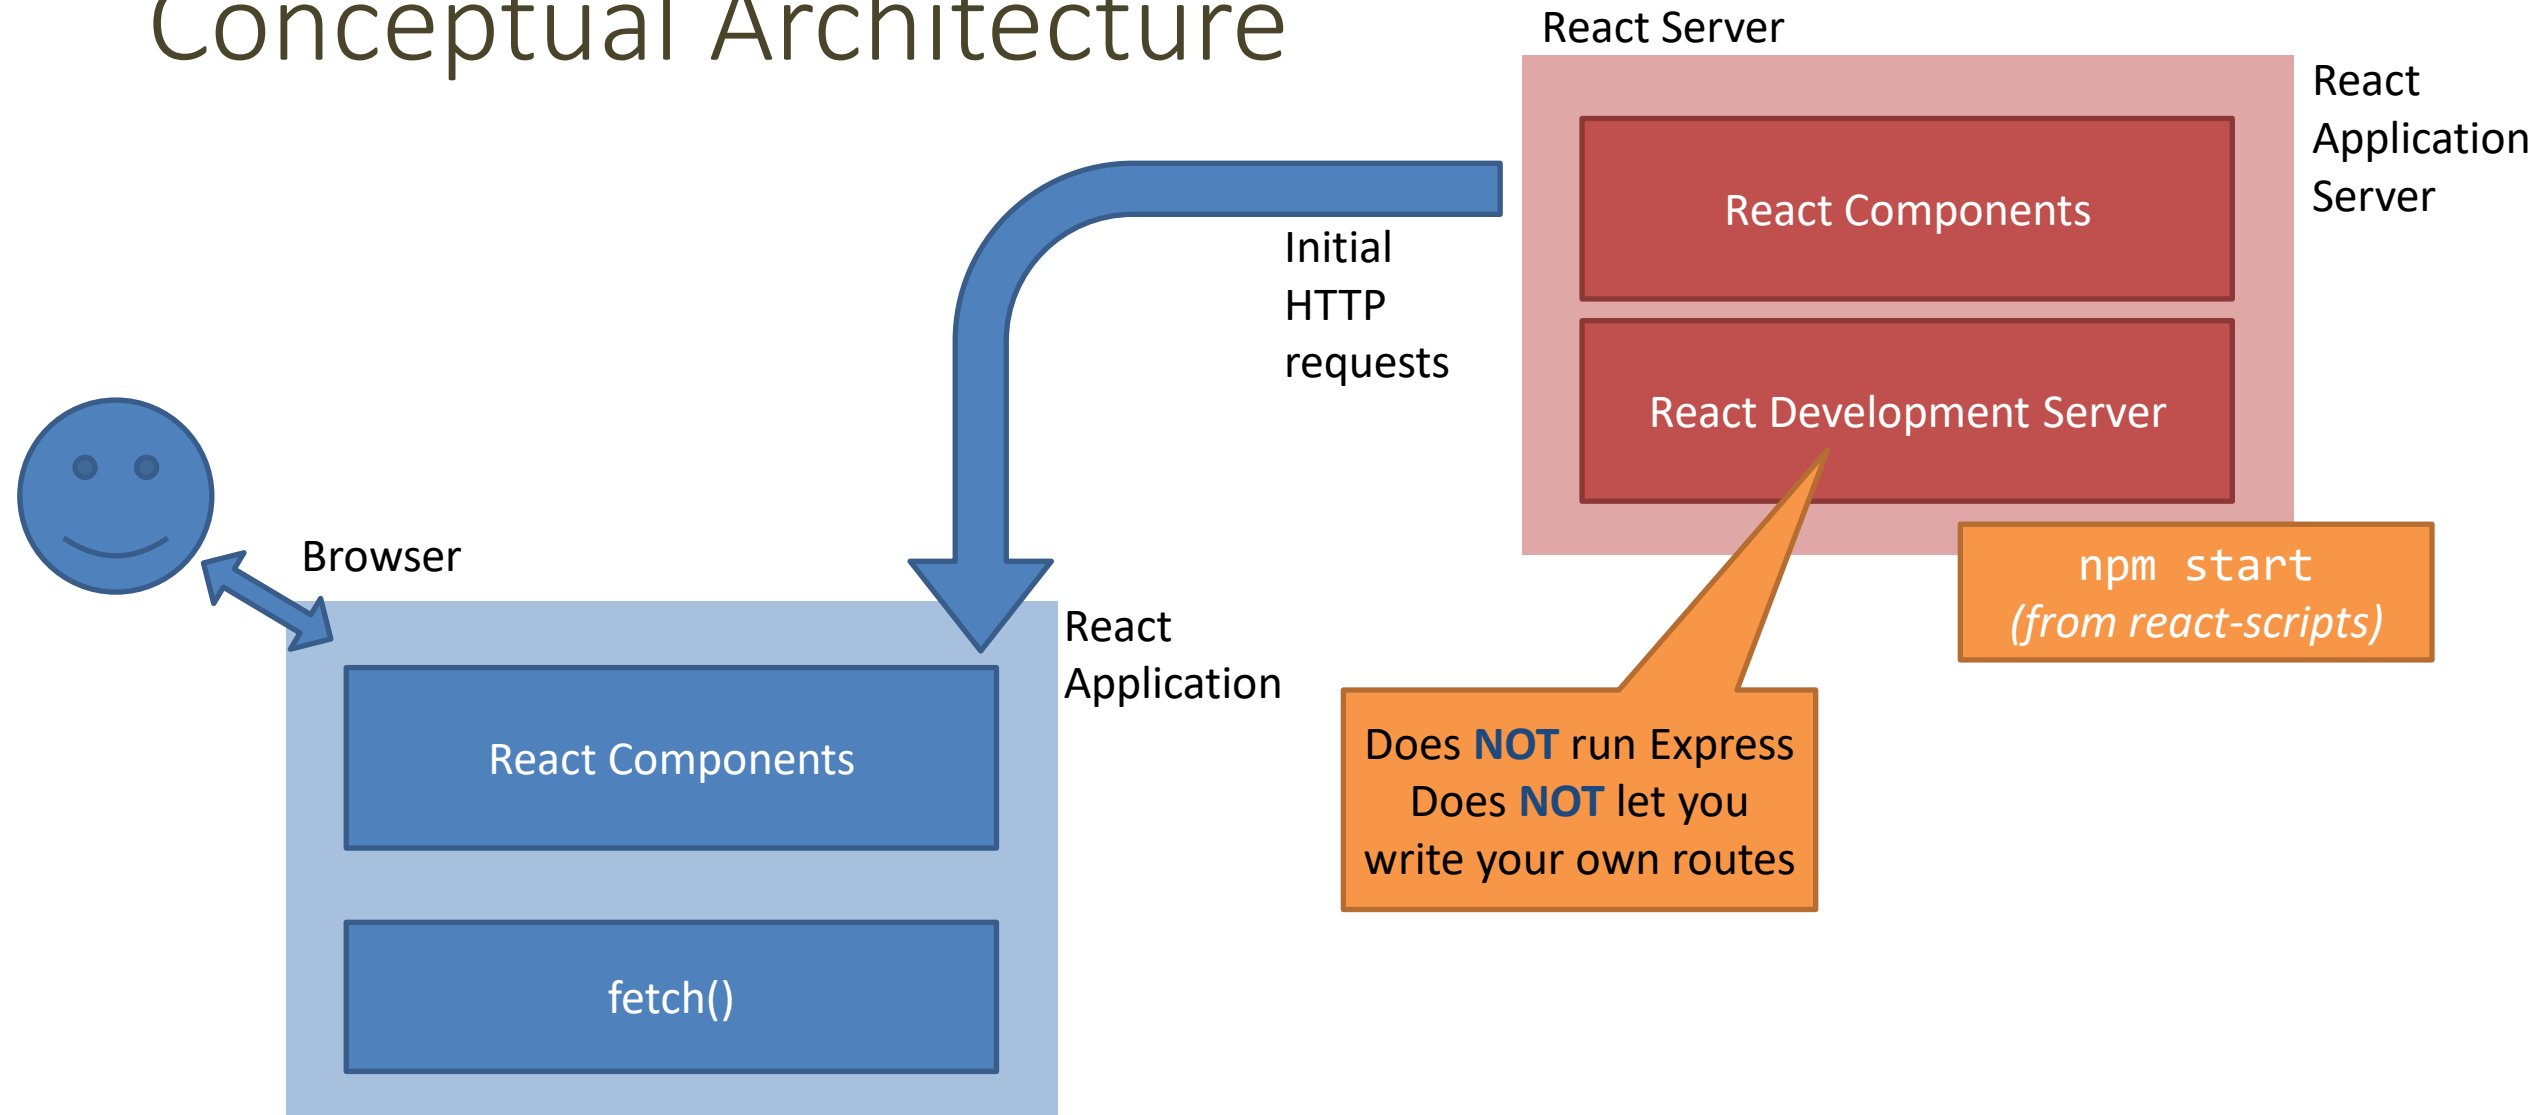 Conceptual Architecture
React Server
React
Application
Server
React Components
React Development Server
Initial
HTTP
requests
npm start
(from react-scripts)
Does NOT run Express
Does NOT let you
write your own routes
Browser
React
Application
React Components
fetch()